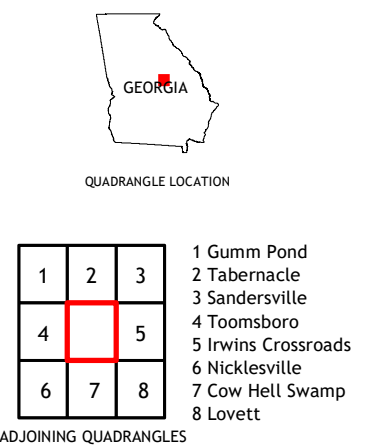 GEORGIA
QUADRANGLE LOCATION
1 2 3
4 5
6 7 8
1 Gumm Pond
2 Tabernacle
3 Sandersville
4 Toomsboro
5 Irwins Crossroads
6 Nicklesville
7 Cow Hell Swamp
8 Lovett
ADJOINING QUADRANGLES